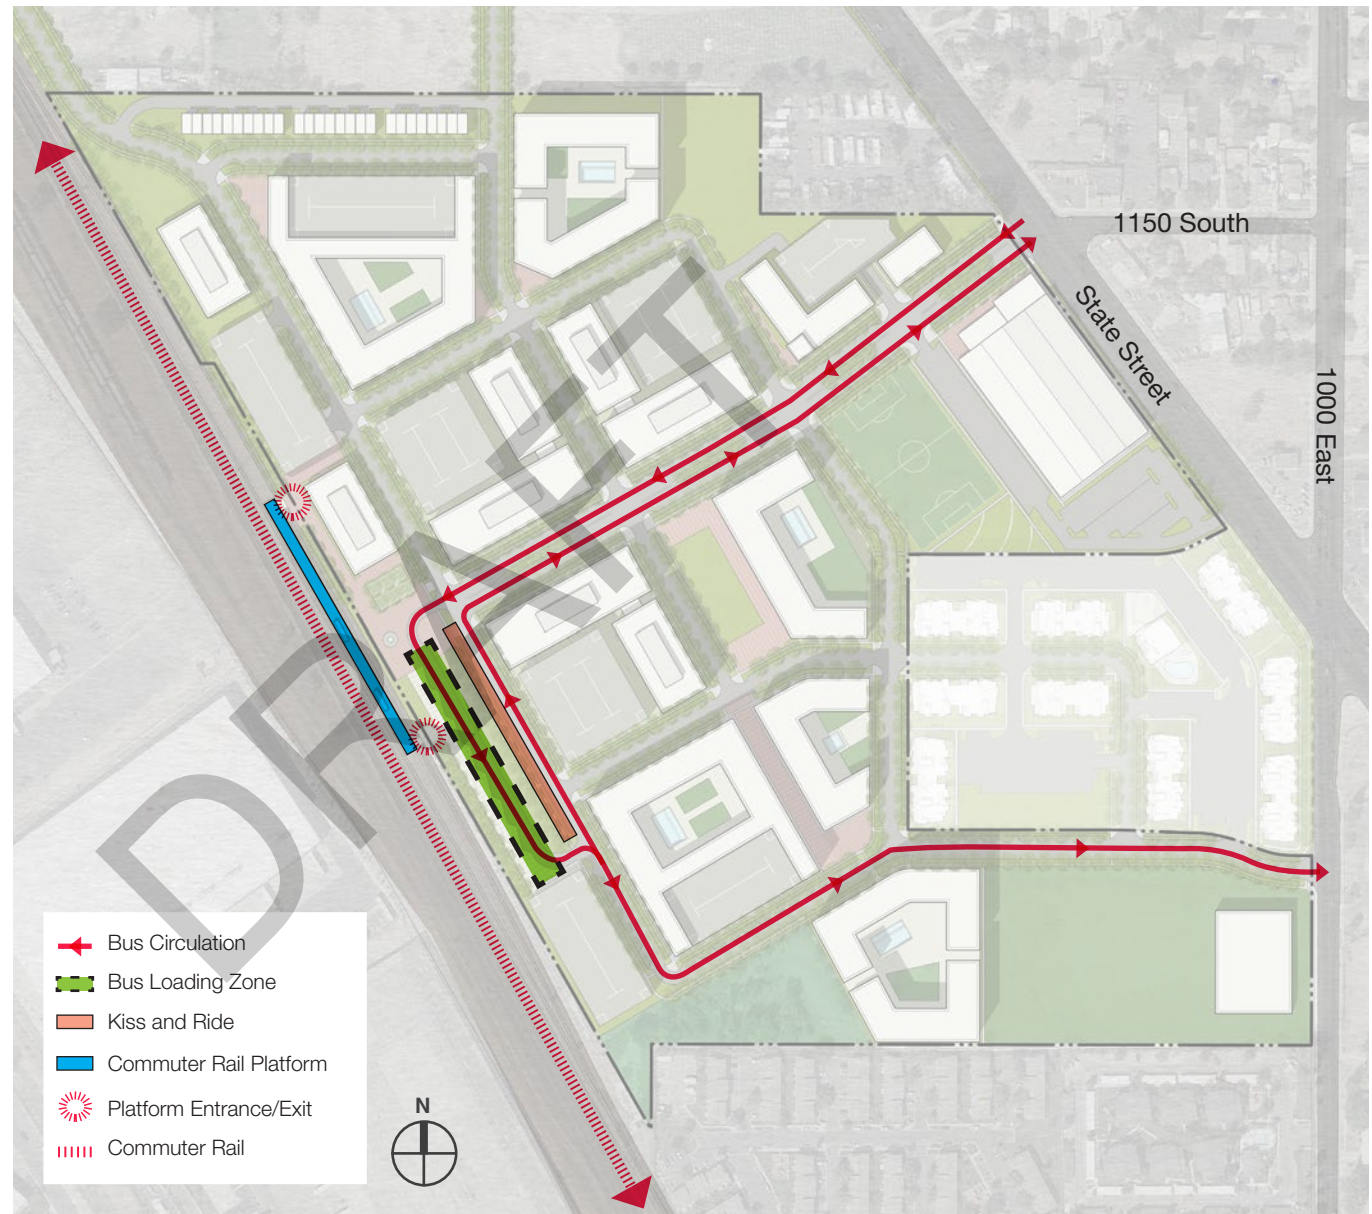 1150 South
State Street
1000 East
DRAFT
Bus Circulation
Bus Loading Zone
Kiss and Ride
Commuter Rail Platform
Platform Entrance/Exit
Commuter Rail
N